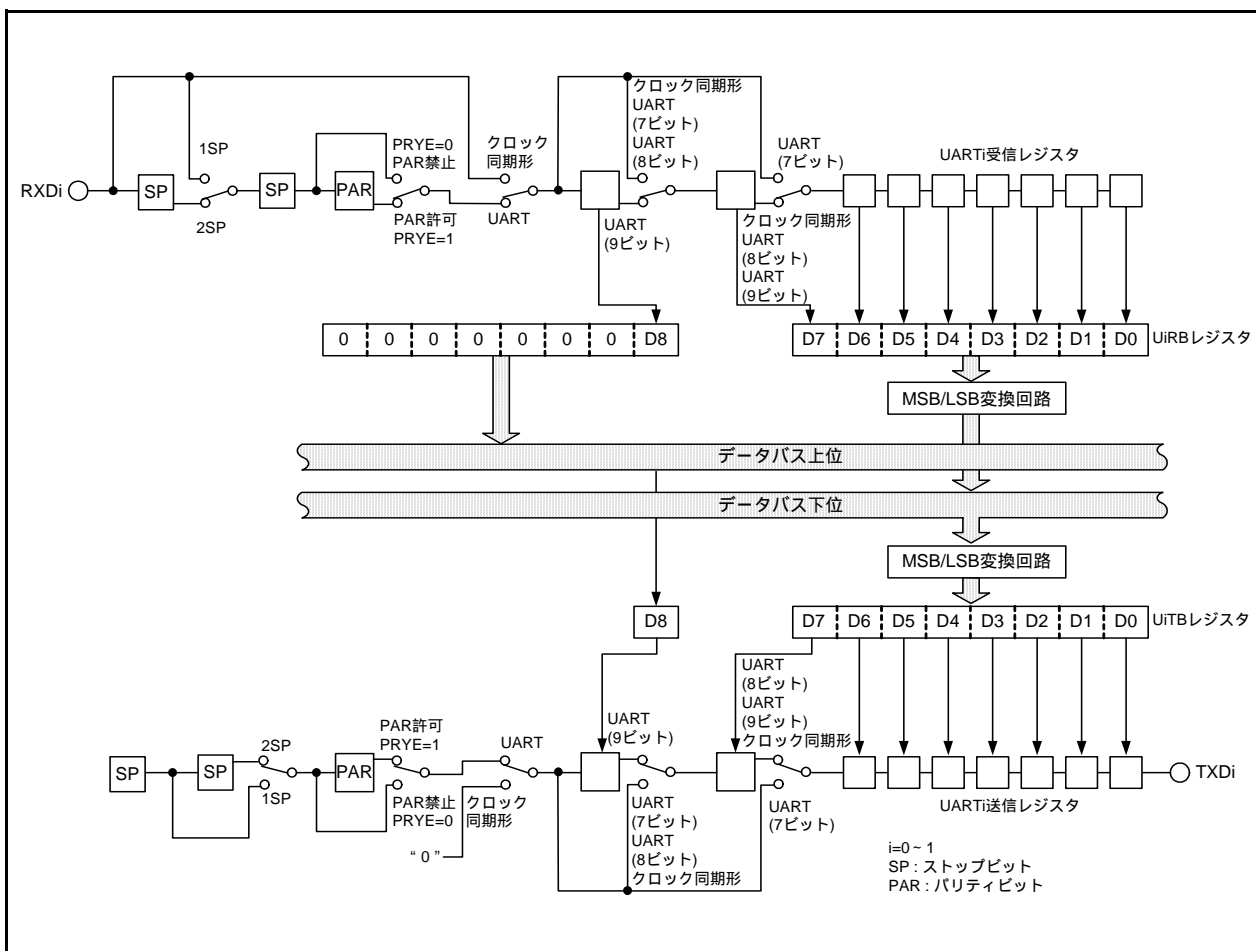 RXDi
SP
1SP
2SP
SP
PAR
PRYE=0
PAR禁止
PAR許可
PRYE=1
クロック
同期形
UART
クロック同期形
UART
(7ビット)
UART
(8ビット)
UART
(9ビット)
UART
(7ビット)
クロック同期形
UART
(8ビット)
UART
(9ビット)
UARTi受信レジスタ
0 0 0 0 0 0 0 D8
D7 D6 D5 D4 D3 D2 D1 D0
UiRBレジスタ
MSB/LSB変換回路
データバス上位
データバス下位
MSB/LSB変換回路
D8
D7 D6 D5 D4 D3 D2 D1 D0
UiTBレジスタ
SP
SP
2SP
1SP
PAR
PAR許可
PRYE=1
PAR禁止
PRYE=0
UART
クロック
同期形
“0”
UART
(9ビット)
UART
(7ビット)
UART
(8ビット)
クロック同期形
UART
(8ビット)
UART
(9ビット)
クロック同期形
UART
(7ビット)
UARTi送信レジスタ
TXDi
i=0~1
SP : ストップビット
PAR : パリティビット